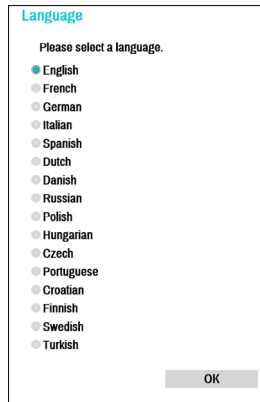 Language
Please select a language.
English
French
German
Italian
Spanish
Dutch
Danish
Russian
Polish
Hungarian
Czech
Portuguese
Croatian
Finnish
Swedish
Turkish
OK